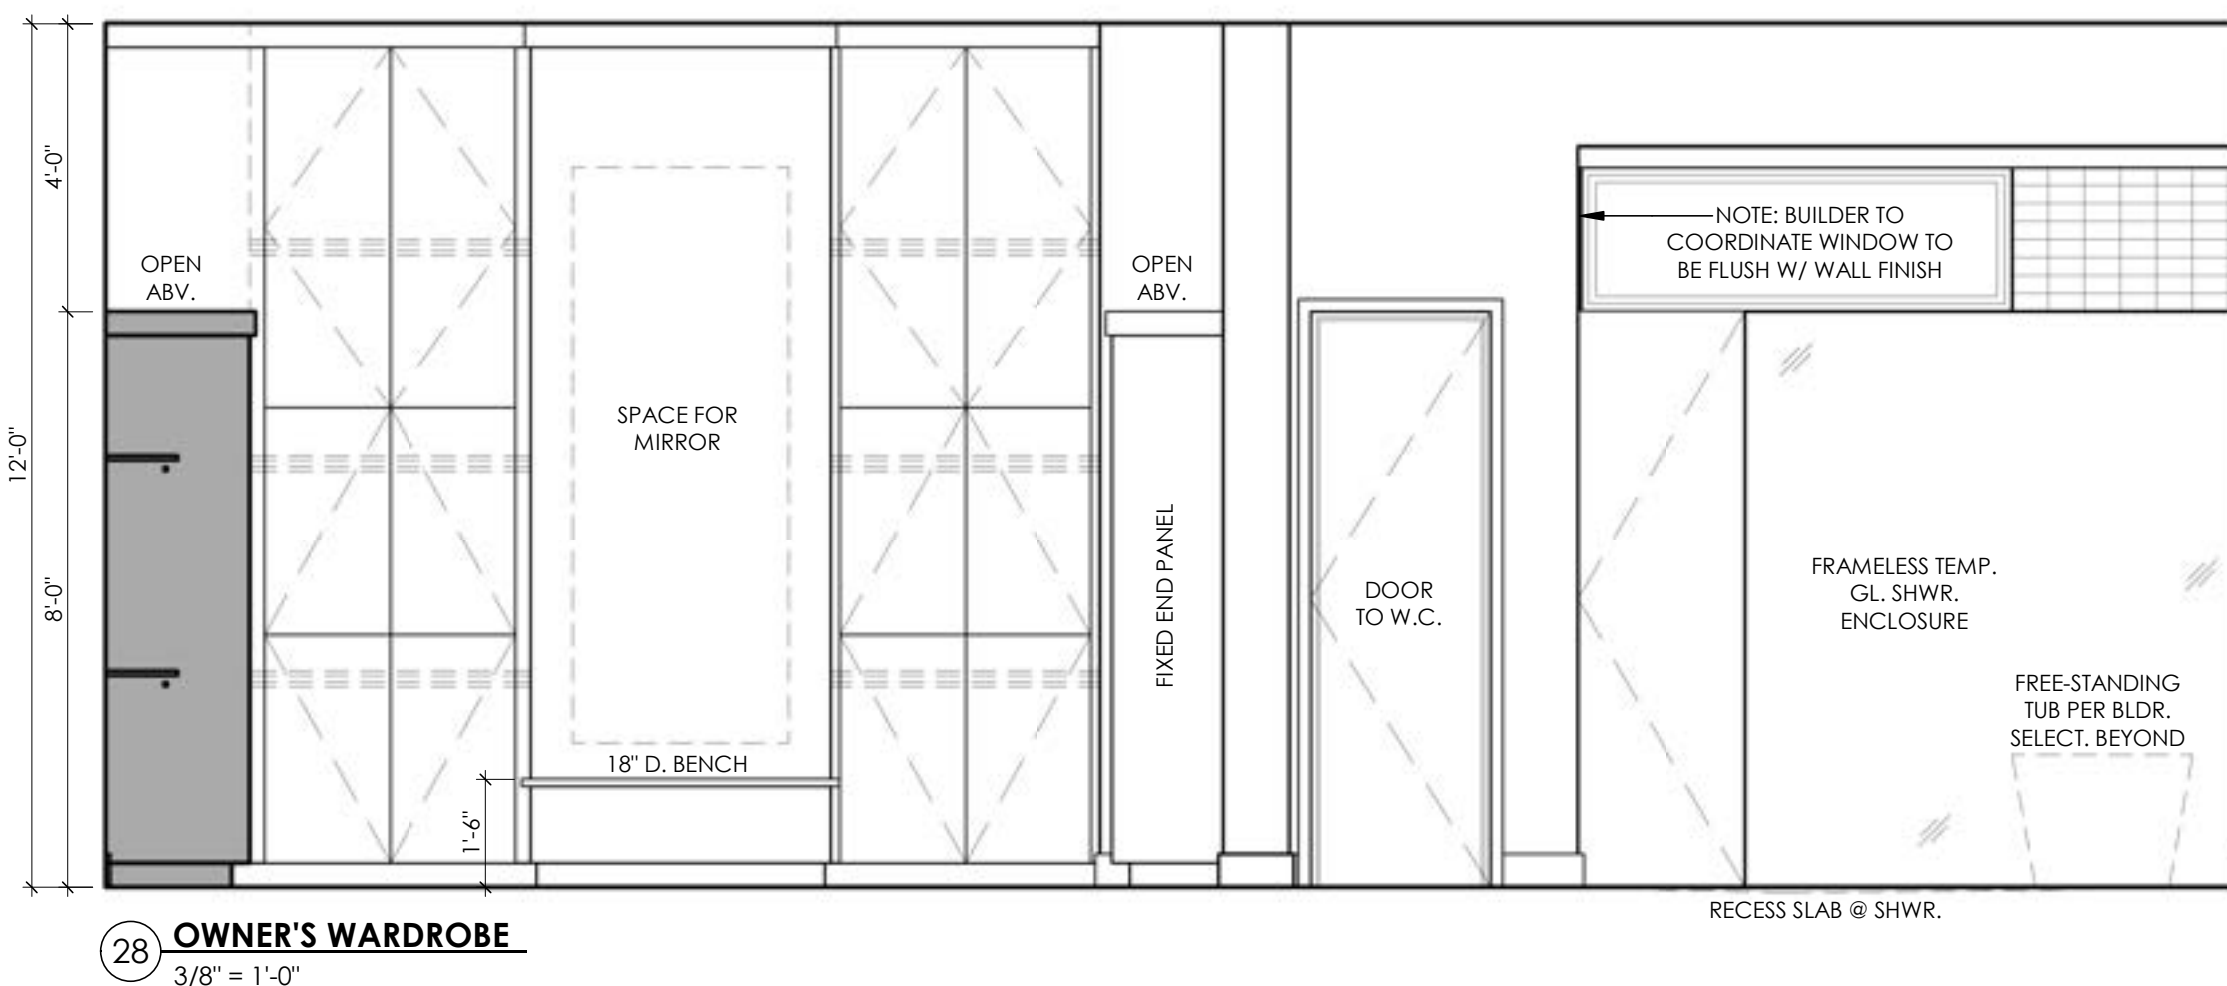 4'-0"
12'-0"
8'-0"
1'-6"
OPEN
ABV.
SPACE FOR
MIRROR
18" D. BENCH
OPEN
ABV.
FIXED END PANEL
DOOR
TO W.C.
NOTE: BUILDER TO
COORDINATE WINDOW TO
BE FLUSH W/ WALL FINISH
FRAMELESS TEMP.
GL. SHWR.
ENCLOSURE
FREE-STANDING
TUB PER BLDR.
SELECT. BEYOND
RECESS SLAB @ SHWR.
28
OWNER'S WARDROBE
3/8" = 1'-0"